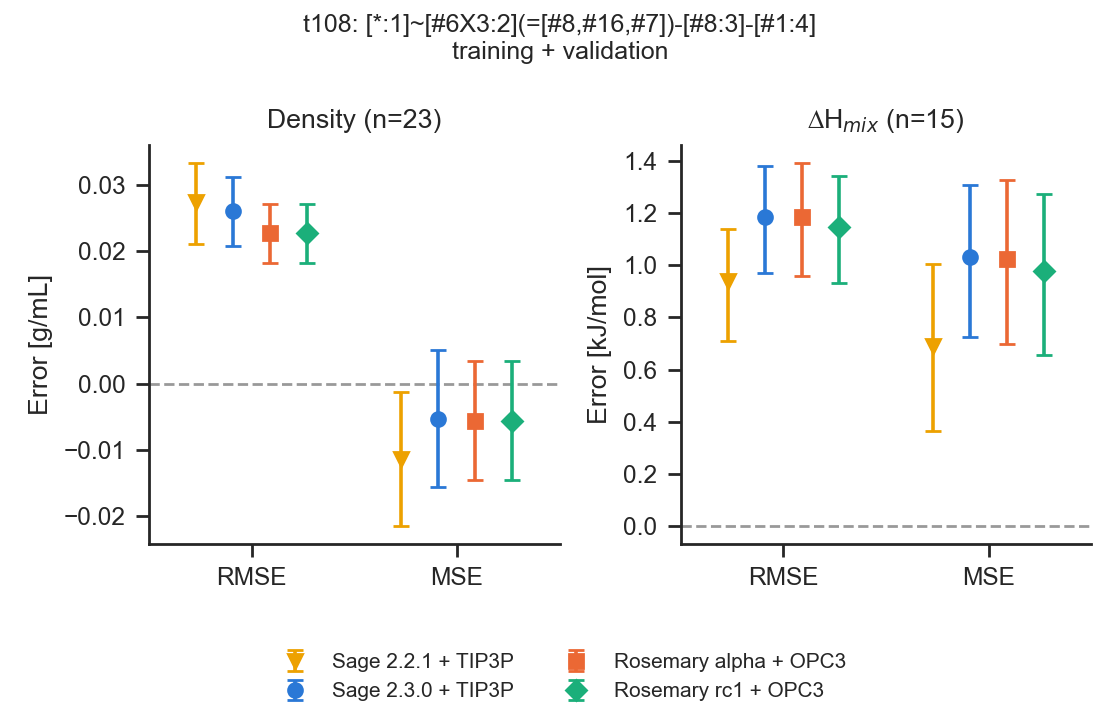 t108: [*:1]~[#6X3:2](=[#8,#16,#7])-[#8:3]-[#1:4]
training + validation
Density (n=23)
Error [g/mL]
0.03
0.02
0.01
0.00
−0.01
−0.02
RMSE
MSE
ΔHmix (n=15)
Error [kJ/mol]
1.4
1.2
1.0
0.8
0.6
0.4
0.2
0.0
RMSE
MSE
Sage 2.2.1 + TIP3P
Sage 2.3.0 + TIP3P
Rosemary alpha + OPC3
Rosemary rc1 + OPC3